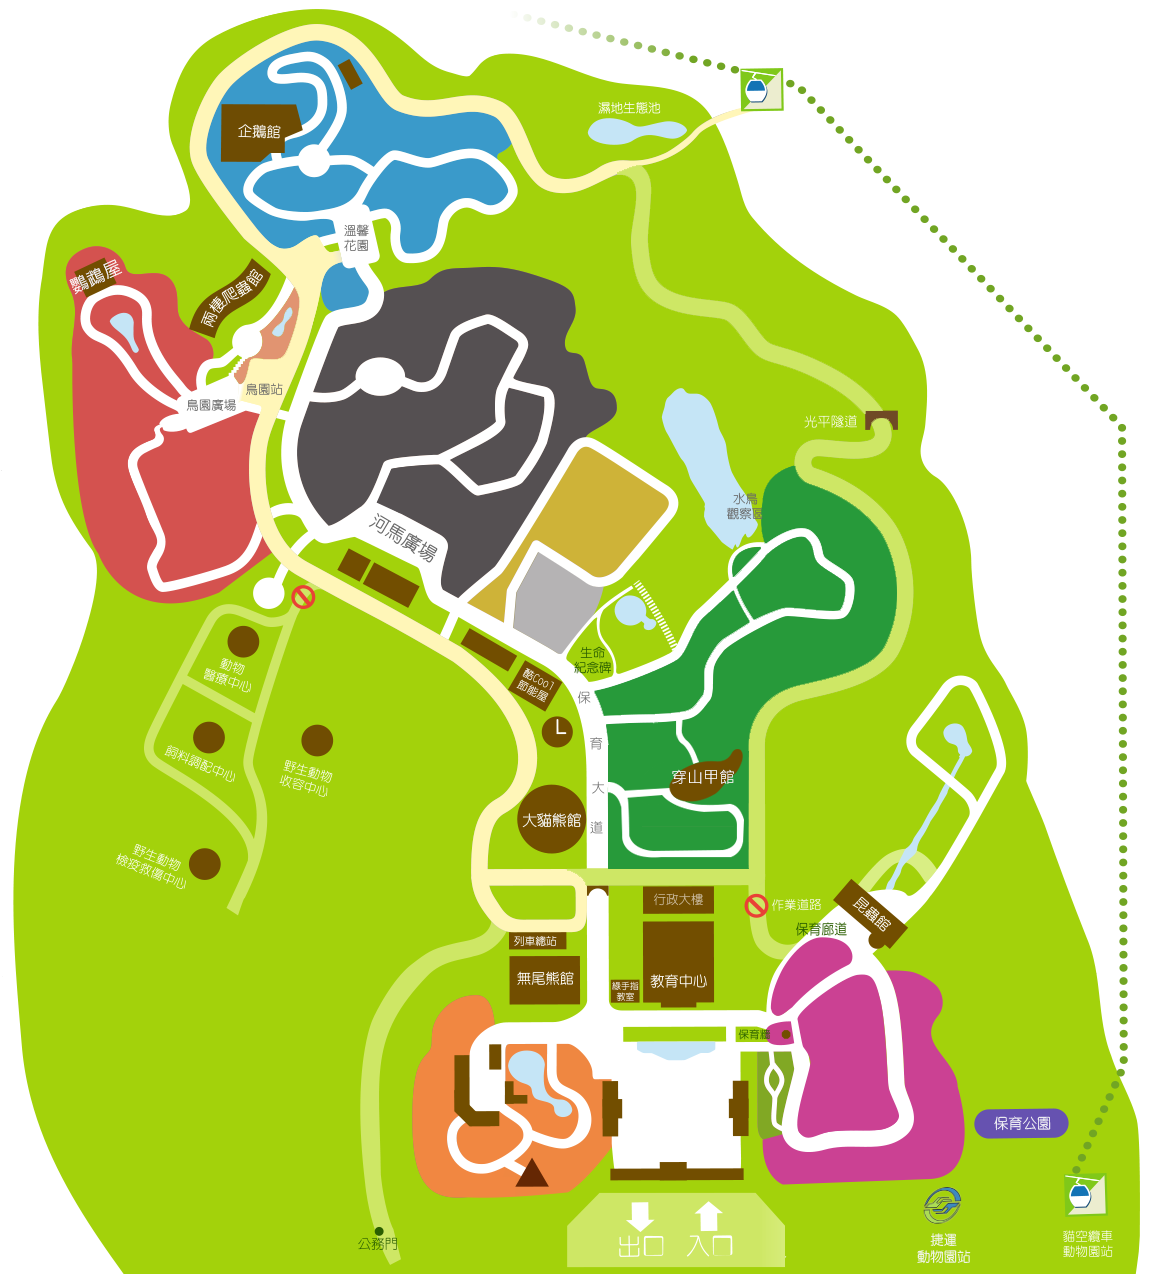 濕地生態池
企鵝館
溫馨
花園
鸚鵡屋
兩棲爬蟲館
鳥園站
鳥園廣場
光平隧道
水鳥
觀察區
河馬廣場
生命
紀念碑
酷Cool
節能屋
動物
醫療中心
飼料調配中心
野生動物
收容中心
野生動物
檢疫救傷中心
保
育
大
道
穿山甲館
大貓熊館
行政大樓
作業道路
昆蟲館
保育廊道
列車總站
無尾熊館
教育中心
綠手指
教室
保育廊
保育公園
公務門
出口
入口
捷運
動物園站
貓空纜車
動物園站